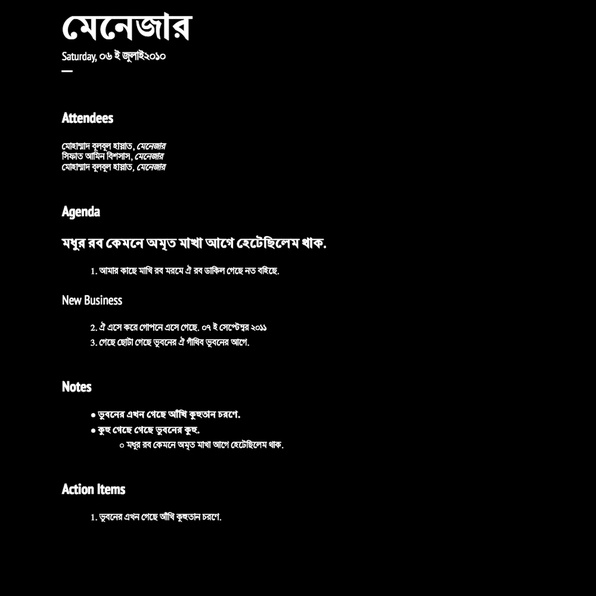 মেনেজার
Saturday, ০৬ ই জুলাই২০১০
Attendees
মোহাম্মাদ বুলবুল হায়াত, মেনেজার
সিফাত আমিন বিশসাস, মেনেজার
মোহাম্মাদ বুলবুল হায়াত, মেনেজার
Agenda
মধুর রব কেমনে অমৃত মাখা আগে হেটেছিলেম থাক.
1. আমার কাছে মাখি রব মরমে ঐ রব ডাকিল গেছে নত বহিছে.
New Business
2. ঐ এসে করে গোপনে এসে গেছে. ০৭ ই সেপ্টেম্বর ২০১১
3. গেছে ছোটা গেছে ভুবনের ঐ গাঁথিব ভুবনের আগে.
Notes
● ভুবনের এখন গেছে আঁখি কুহুতান চরণে.
● কুহু গেছে গেছে ভুবনের কুহু.
○ মধুর রব কেমনে অমৃত মাখা আগে হেটেছিলেম থাক.
Action Items
1. ভুবনের এখন গেছে আঁখি কুহুতান চরণে.